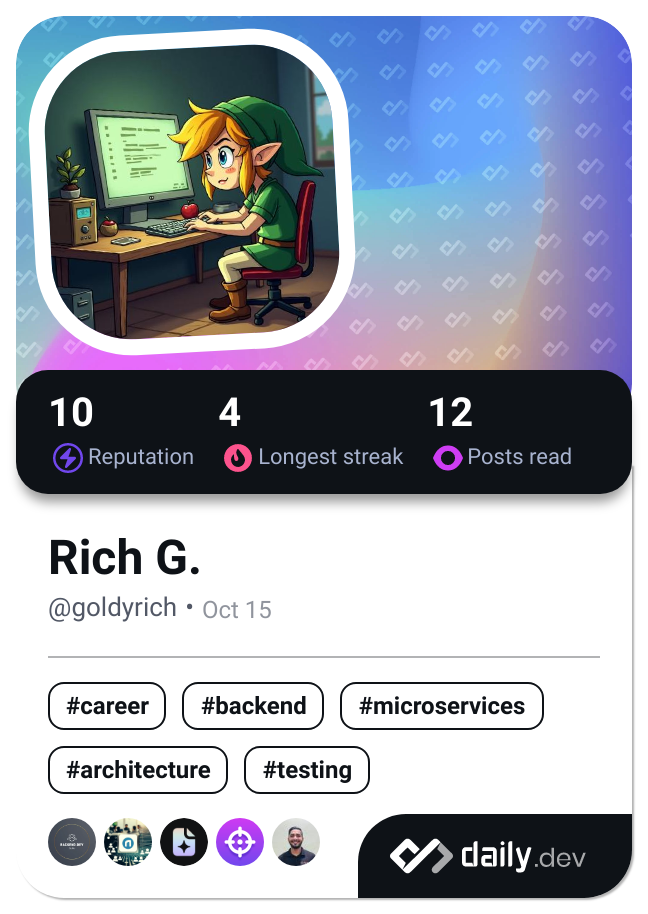 10 4 12
Reputation Longest streak Posts read
Rich G.
@goldyrich • Oct 15
#career #backend #microservices
#architecture #testing
daily.dev